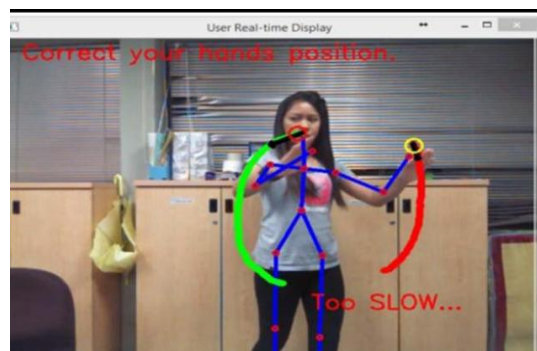 User Real-time Display
Correct your hands position.
Too SLOW...